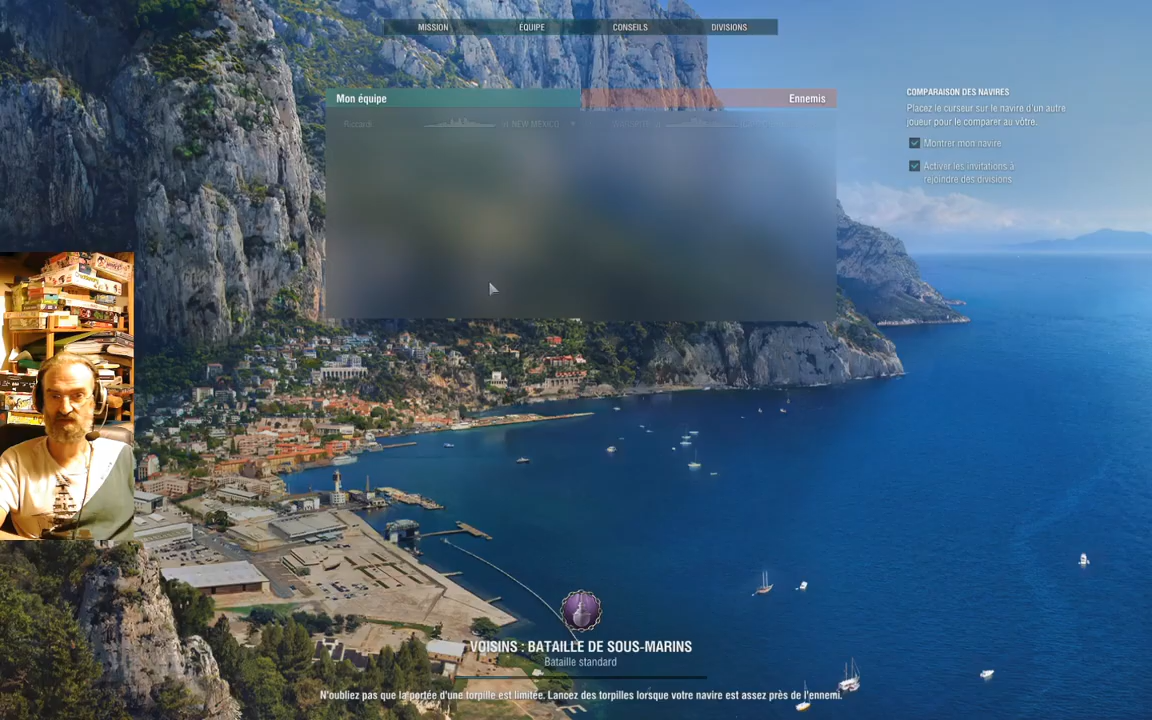 MISSION ÉQUIPE CONSEILS DIVISIONS
Mon équipe Ennemis
Riccardi NEW MEXICO WARSPITE
COMPARAISON DES NAVIRES
Placez le curseur sur le navire d'un autre
joueur pour le comparer au vôtre.
Montrer mon navire
Activer les invitations à
rejoindre des divisions.
VOISINS : BATAILLE DE SOUS-MARINS
Bataille standard
N'oubliez pas que la portée d'une torpille est limitée. Lancez des torpilles lorsque votre navire est assez près de l'ennemi.